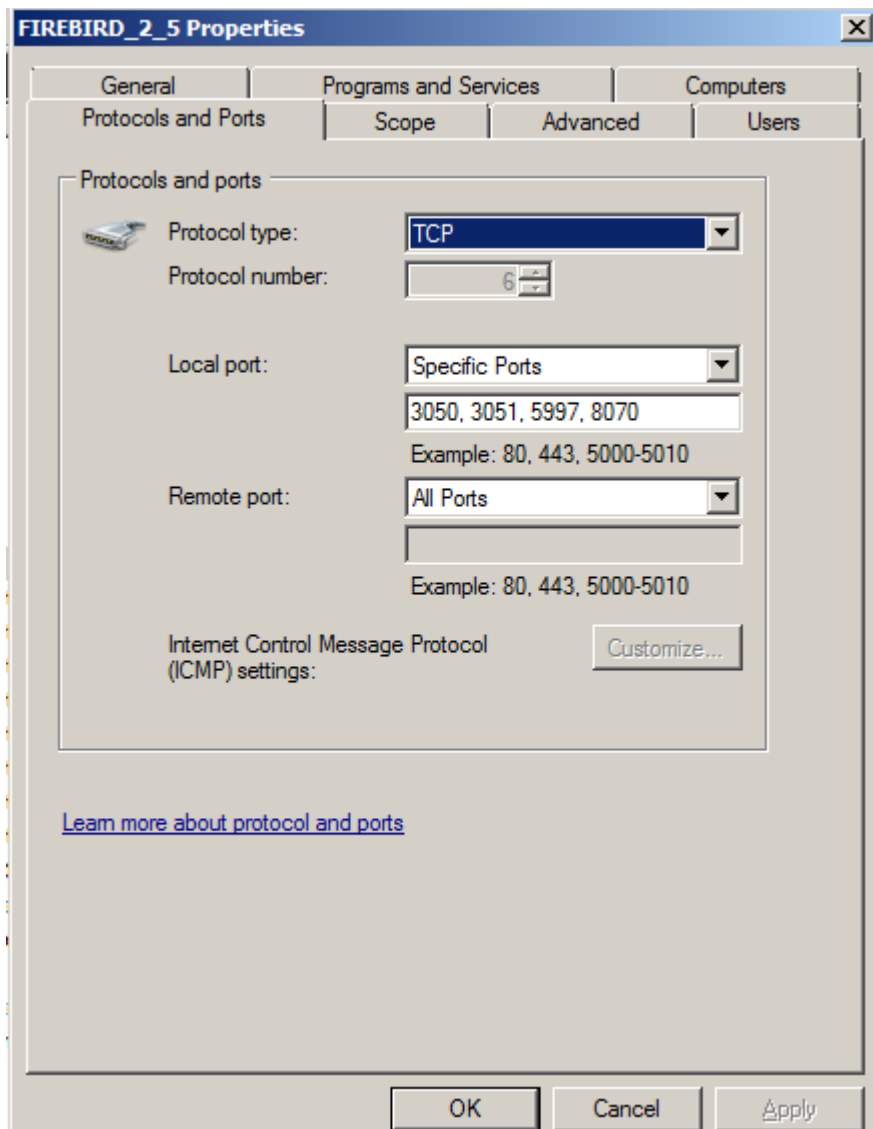 FIREBIRD_2_5 Properties
General Programs and Services Computers
Protocols and Ports Scope Advanced Users
Protocols and ports
Protocol type: TCP
Protocol number: 6
Local port: Specific Ports
3050, 3051, 5997, 8070
Example: 80, 443, 5000-5010
Remote port: All Ports
Example: 80, 443, 5000-5010
Internet Control Message Protocol
(ICMP) settings: Customize...
Learn more about protocol and ports
OK Cancel Apply